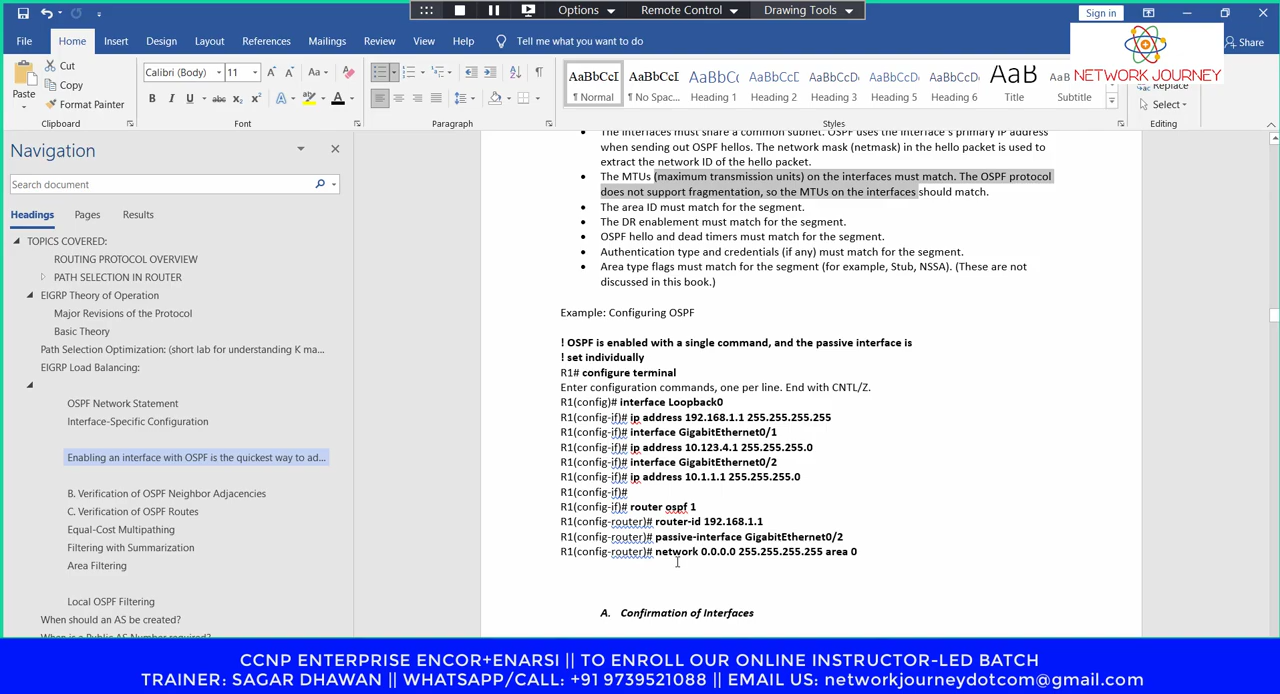 Options
Remote Control
Drawing Tools
Sign in
File
Home
Insert
Design
Layout
References
Mailings
Review
View
Help
Tell me what you want to do
Share
NETWORK JOURNEY
Paste
Cut
Copy
Format Painter
Clipboard
Calibri (Body)
11
Font
Paragraph
AaBbCcI
¶ Normal
AaBbCcI
¶ No Spac...
AaBbCc
Heading 1
AaBbCcI
Heading 2
AaBbCcI
Heading 3
AaBbCcI
Heading 5
AaBbCcI
Heading 6
AaB
Title
Subtitle
Styles
Replace
Select
Editing
Navigation
Search document
Headings
Pages
Results
TOPICS COVERED:
ROUTING PROTOCOL OVERVIEW
PATH SELECTION IN ROUTER
EIGRP Theory of Operation
Major Revisions of the Protocol
Basic Theory
Path Selection Optimization: (short lab for understanding K ma...
EIGRP Load Balancing:
OSPF Network Statement
Interface-Specific Configuration
Enabling an interface with OSPF is the quickest way to ad...
B. Verification of OSPF Neighbor Adjacencies
C. Verification of OSPF Routes
Equal-Cost Multipathing
Filtering with Summarization
Area Filtering
Local OSPF Filtering
When should an AS be created?
When is a Public AS Number required?
• The interfaces must share a common subnet. OSPF uses the interface's primary IP address
when sending out OSPF hellos. The network mask (netmask) in the hello packet is used to
extract the network ID of the hello packet.
• The MTUs (maximum transmission units) on the interfaces must match. The OSPF protocol
does not support fragmentation, so the MTUs on the interfaces should match.
• The area ID must match for the segment.
• The DR enablement must match for the segment.
• OSPF hello and dead timers must match for the segment.
• Authentication type and credentials (if any) must match for the segment.
• Area type flags must match for the segment (for example, Stub, NSSA). (These are not
discussed in this book.)
Example: Configuring OSPF
! OSPF is enabled with a single command, and the passive interface is
! set individually
R1# configure terminal
Enter configuration commands, one per line. End with CNTL/Z.
R1(config)# interface Loopback0
R1(config-if)# ip address 192.168.1.1 255.255.255.255
R1(config-if)# interface GigabitEthernet0/1
R1(config-if)# ip address 10.123.4.1 255.255.255.0
R1(config-if)# interface GigabitEthernet0/2
R1(config-if)# ip address 10.1.1.1 255.255.255.0
R1(config-if)#
R1(config-if)# router ospf 1
R1(config-router)# router-id 192.168.1.1
R1(config-router)# passive-interface GigabitEthernet0/2
R1(config-router)# network 0.0.0.0 255.255.255.255 area 0
A. Confirmation of Interfaces
CCNP ENTERPRISE ENCOR+ENARSI || TO ENROLL OUR ONLINE INSTRUCTOR-LED BATCH
TRAINER: SAGAR DHAWAN || WHATSAPP/CALL: +91 9739521088 || EMAIL US: networkjourneydotcom@gmail.com